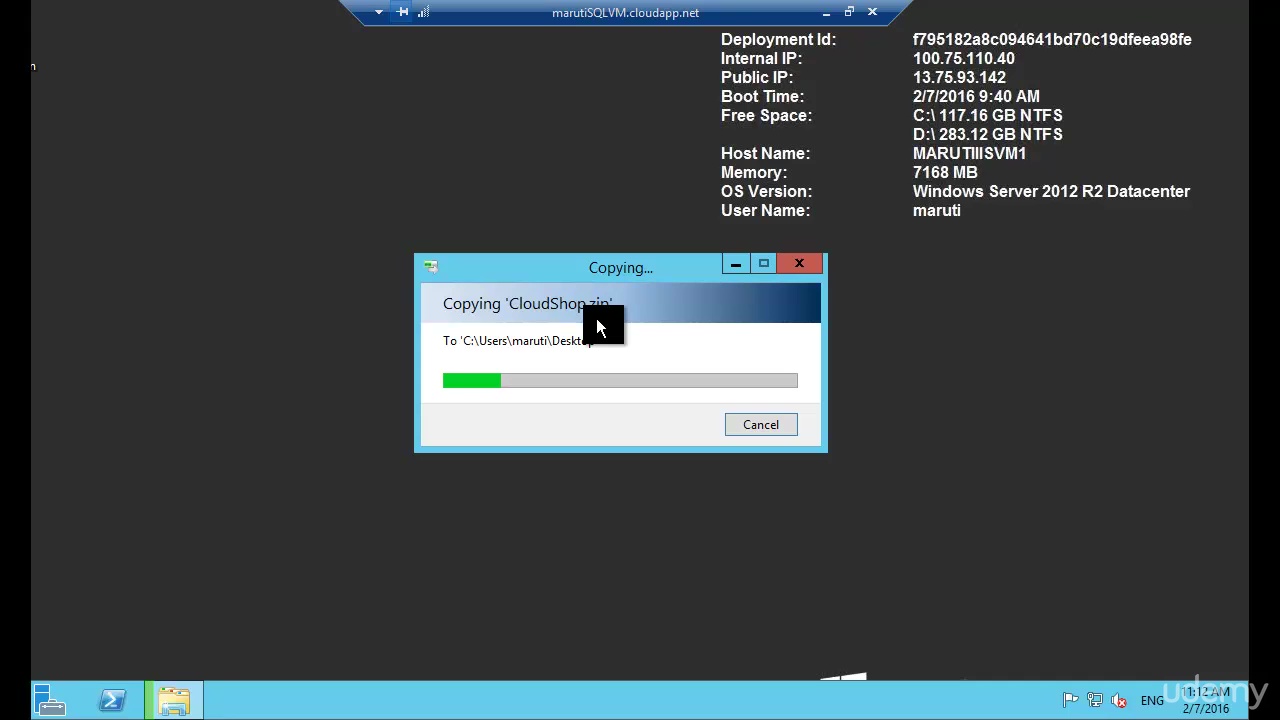 marutiSQLVM.cloudapp.net
n
Deployment Id: f795182a8c094641bd70c19dfeea98fe
Internal IP: 100.75.110.40
Public IP: 13.75.93.142
Boot Time: 2/7/2016 9:40 AM
Free Space: C:\ 117.16 GB NTFS
D:\ 283.12 GB NTFS
Host Name: MARUTIIISVM1
Memory: 7168 MB
OS Version: Windows Server 2012 R2 Datacenter
User Name: maruti
Copying...
Copying 'CloudShop.zip'
To 'C:\Users\maruti\Desktop
Cancel
ENG
11:12 AM
2/7/2016
udemy